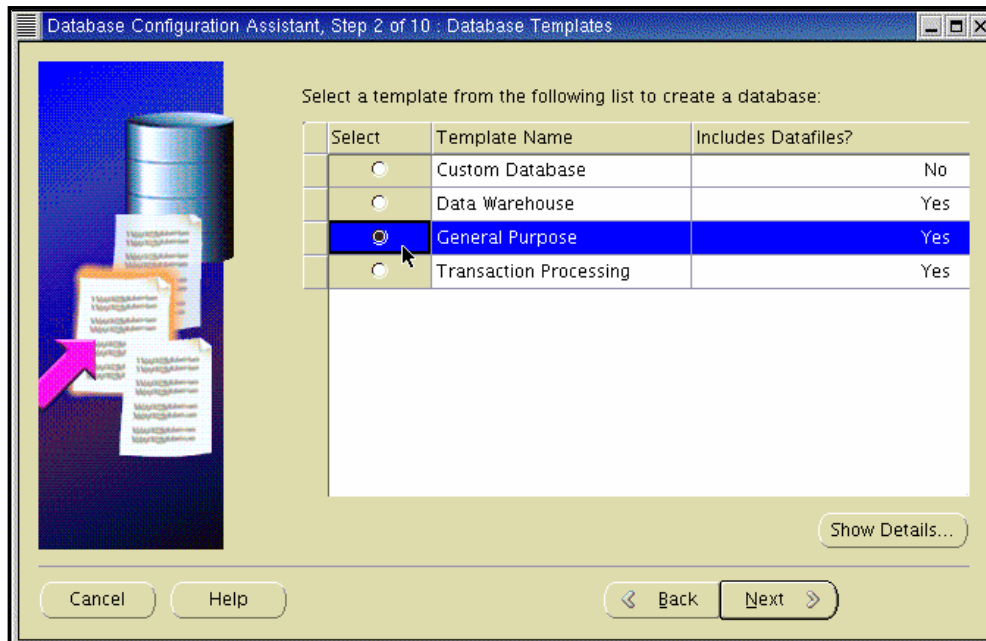 Database Configuration Assistant, Step 2 of 10 : Database Templates
Select a template from the following list to create a database:
Select Template Name Includes Datafiles?
Custom Database No
Data Warehouse Yes
General Purpose Yes
Transaction Processing Yes
Show Details...
Cancel Help Back Next